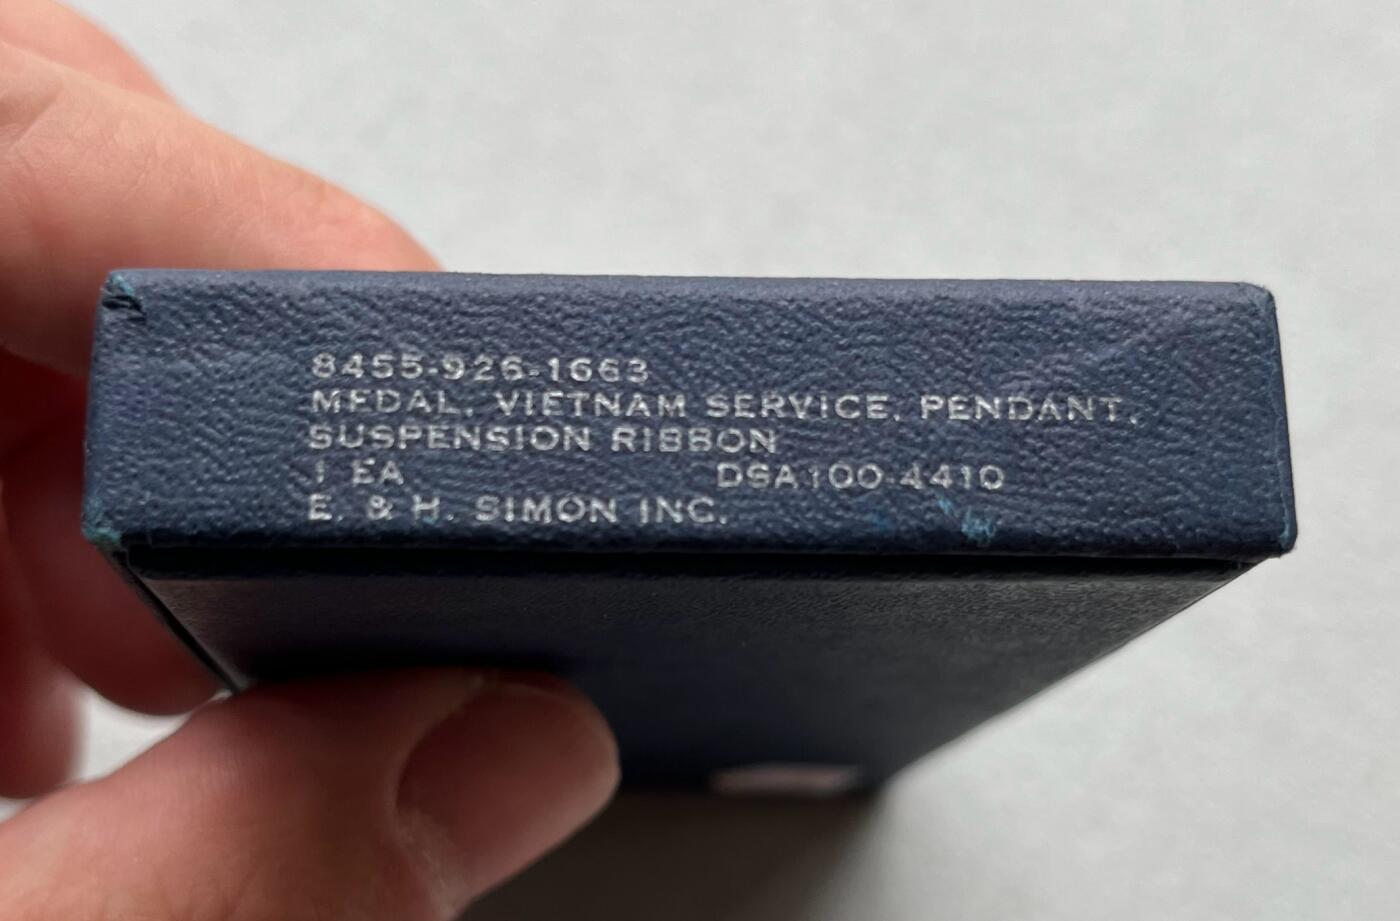 8455-926-1663
MEDAL, VIETNAM SERVICE, PENDANT,
SUSPENSION RIBBON
1 EA DSA100-4410
E. & H. SIMON INC.